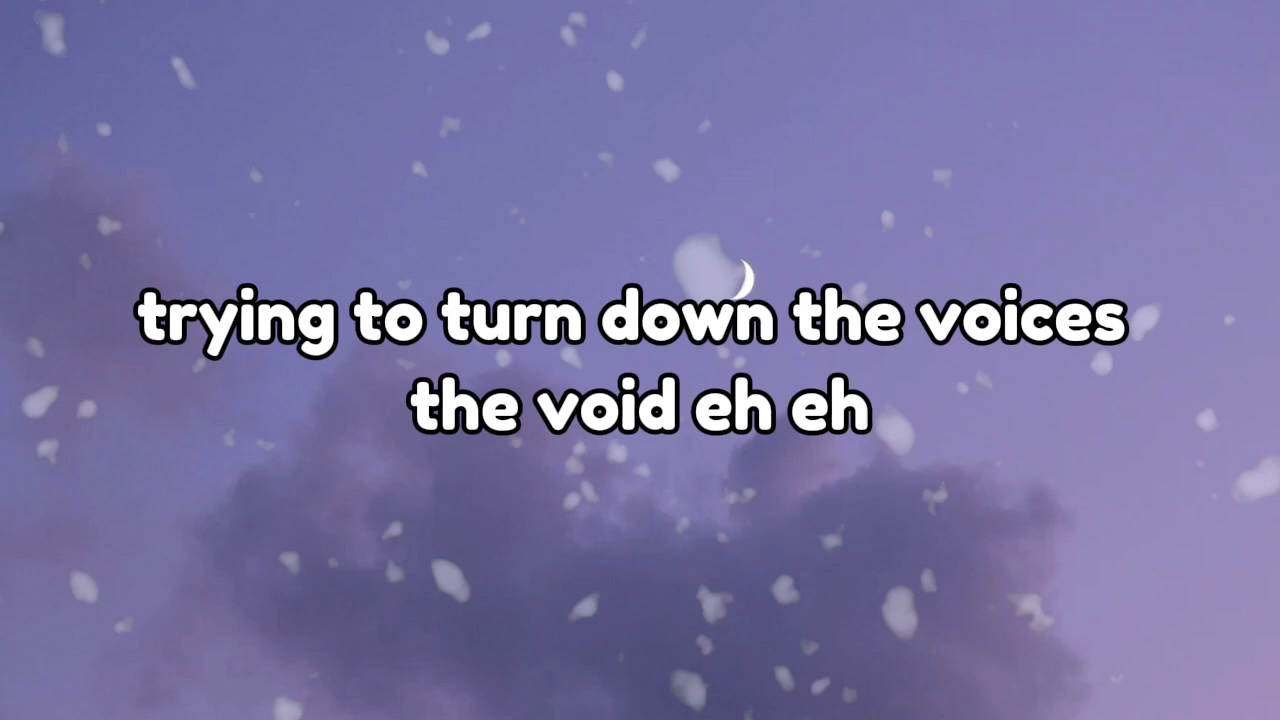 trying to turn down the voices
the void eh eh